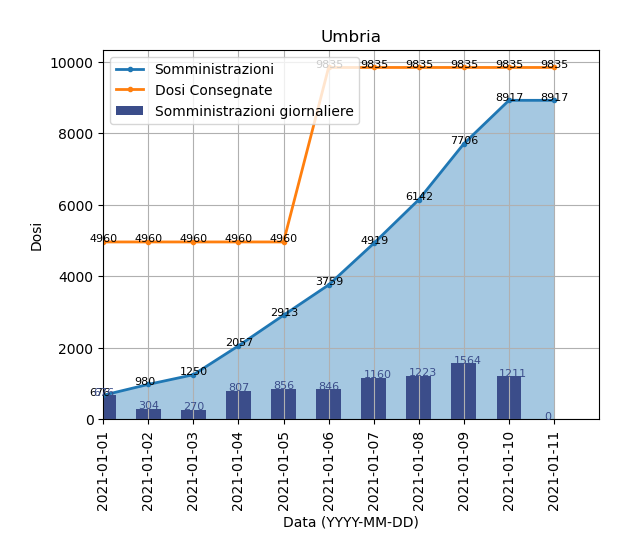 Umbria
Somministrazioni
Dosi Consegnate
Somministrazioni giornaliere
9835 9835 9835 9835 9835 9835
4960 4960 4960 4960 4960
676 980 1250 2057 2913 3759 4919 6142 7706 8917 8917
304 270 807 856 846 1160 1223 1564 1211 0
10000
8000
6000
4000
2000
0
Dosi
2021-01-01
2021-01-02
2021-01-03
2021-01-04
2021-01-05
2021-01-06
2021-01-07
2021-01-08
2021-01-09
2021-01-10
2021-01-11
Data (YYYY-MM-DD)